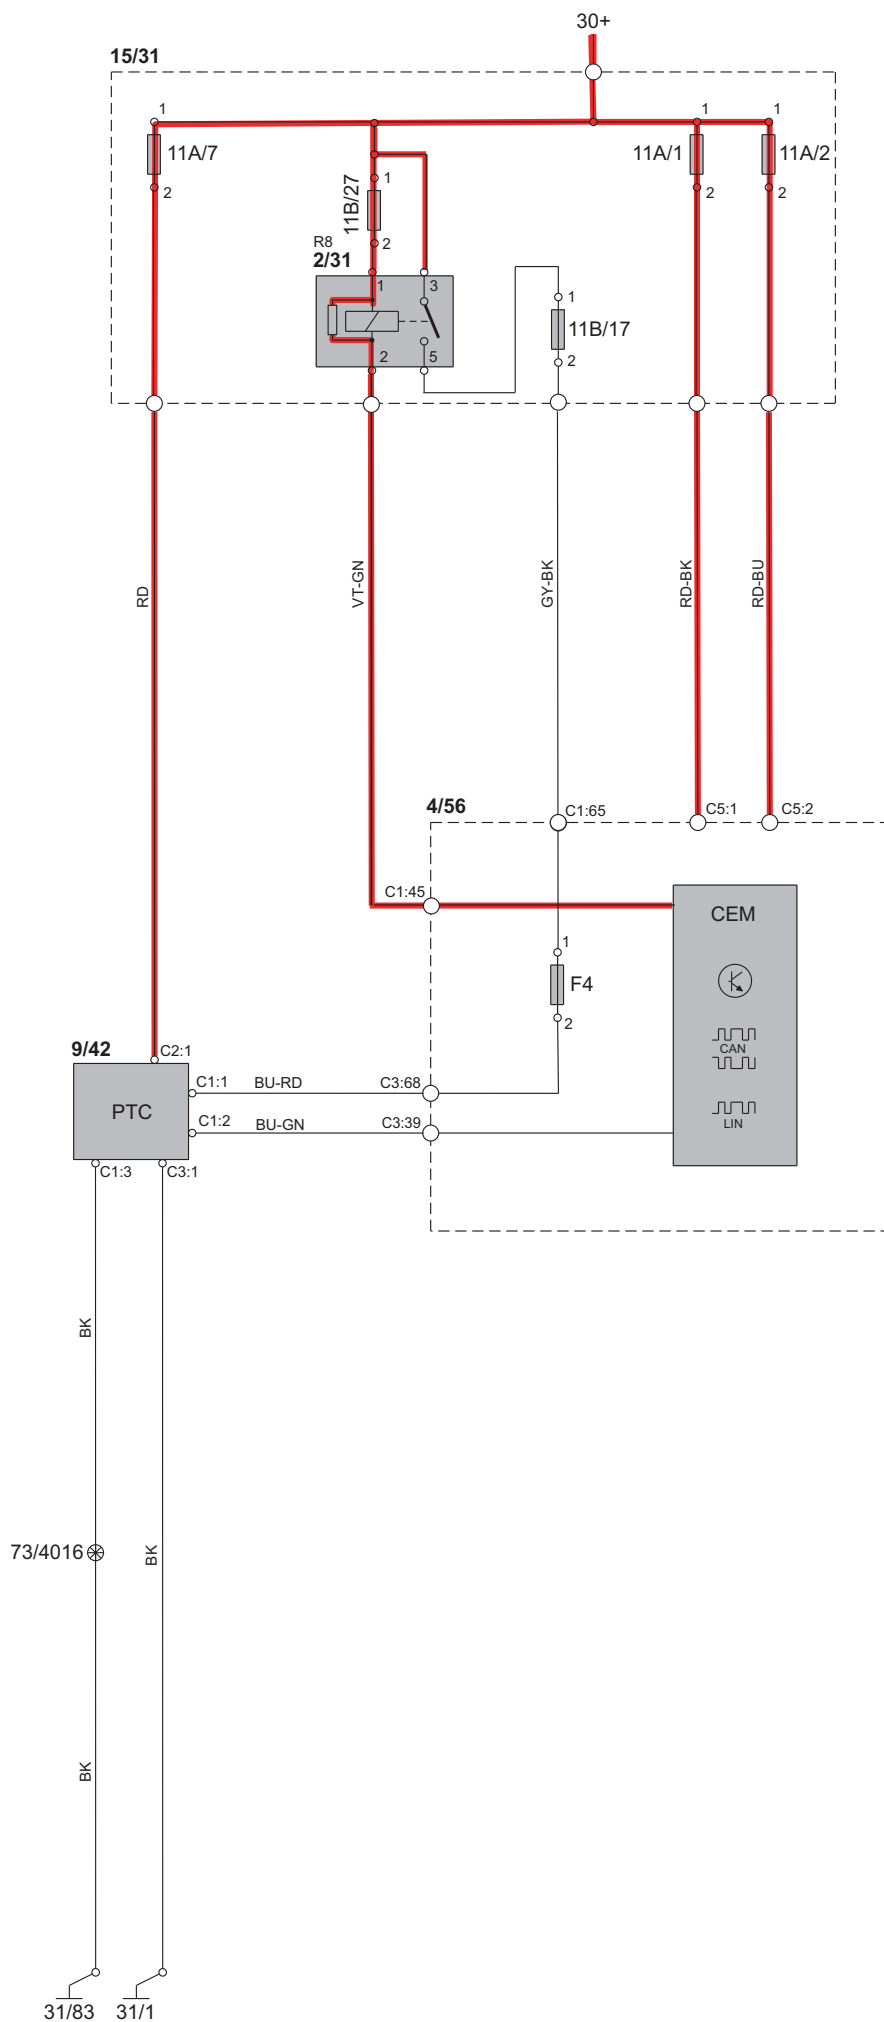 30+
15/31
1
1
1
11A/7
11A/1
11A/2
1
11B/27
2
2
2
2
R8
2/31
1
3
1
11B/17
2
5
2
RD
VT-GN
GY-BK
RD-BK
RD-BU
4/56
C1:65
C5:1
C5:2
C1:45
CEM
1
F4
2
CAN
LIN
9/42
C2:1
PTC
C1:1
BU-RD
C3:68
C1:2
BU-GN
C3:39
C1:3
C3:1
BK
73/4016
BK
BK
31/83
31/1